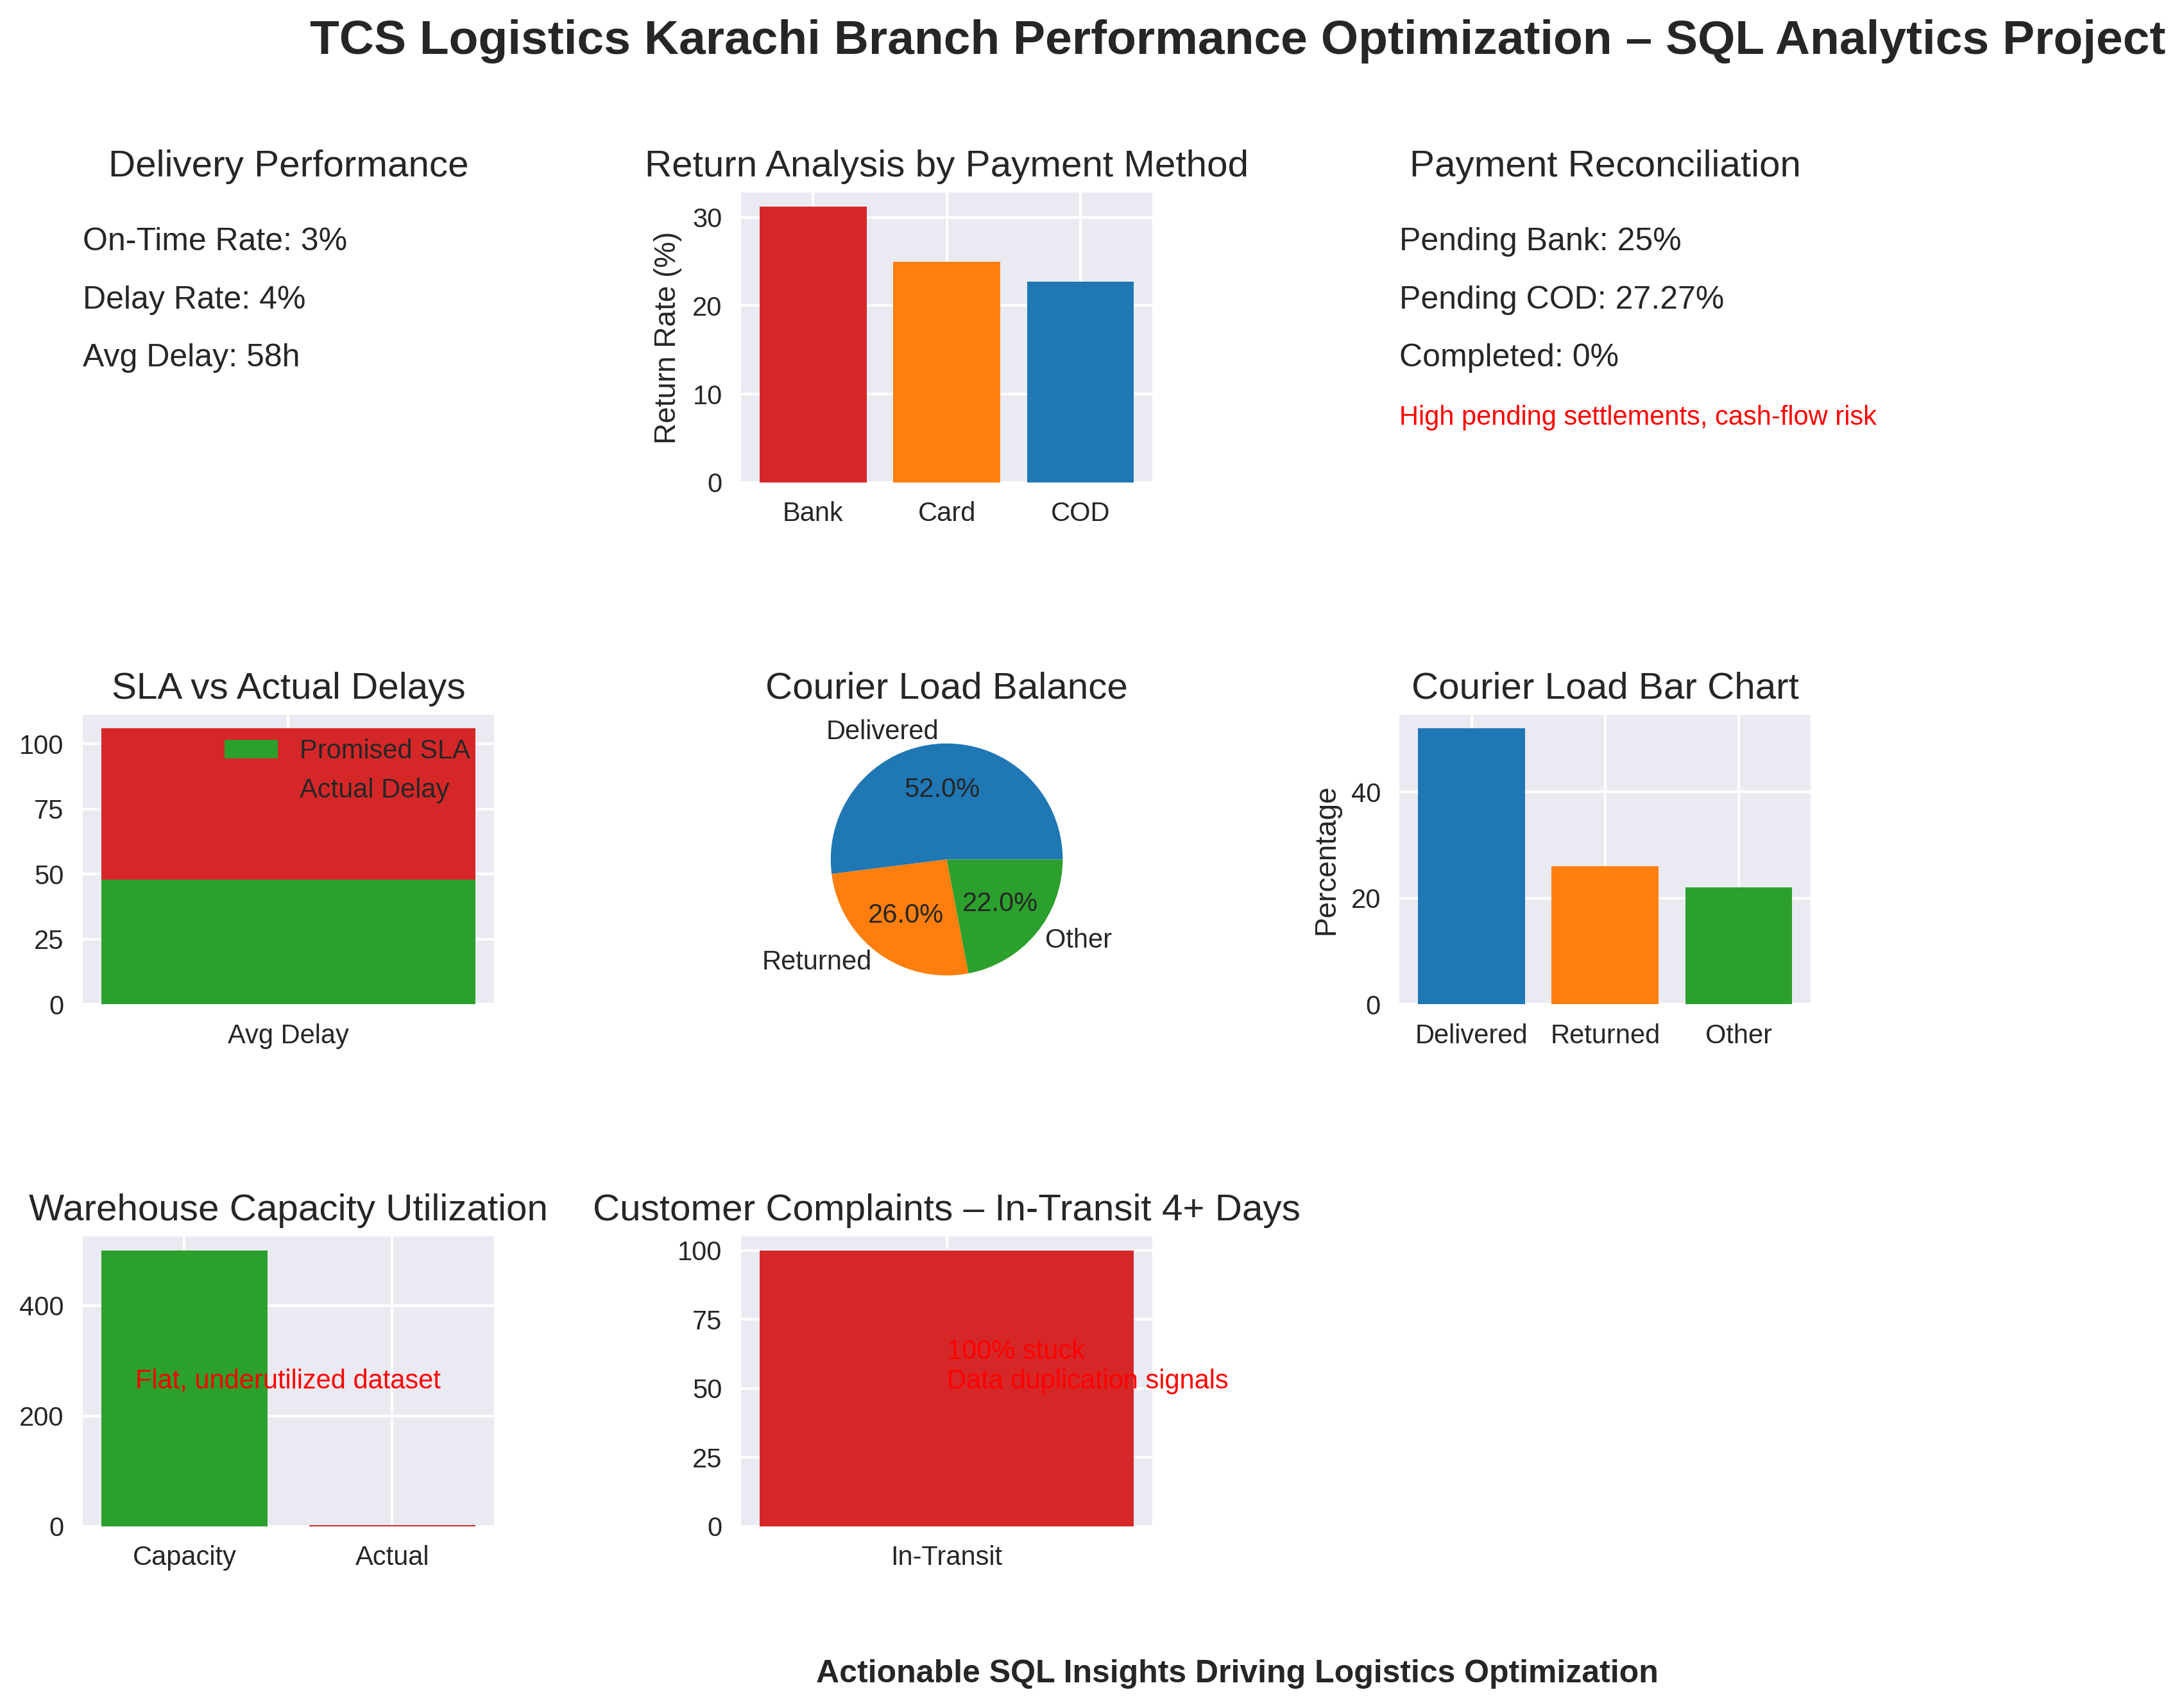 TCS Logistics Karachi Branch Performance Optimization – SQL Analytics Project
Delivery Performance
On-Time Rate: 3%
Delay Rate: 4%
Avg Delay: 58h
Return Analysis by Payment Method
Return Rate (%)
30
20
10
0
Bank
Card
COD
Payment Reconciliation
Pending Bank: 25%
Pending COD: 27.27%
Completed: 0%
High pending settlements, cash-flow risk
SLA vs Actual Delays
100
75
50
25
0
Promised SLA
Actual Delay
Avg Delay
Courier Load Balance
Delivered
52.0%
26.0%
22.0%
Returned
Other
Courier Load Bar Chart
Percentage
40
20
0
Delivered
Returned
Other
Warehouse Capacity Utilization
400
200
0
Flat, underutilized dataset
Capacity
Actual
Customer Complaints – In-Transit 4+ Days
100
75
50
25
0
100% stuck
Data duplication signals
In-Transit
Actionable SQL Insights Driving Logistics Optimization